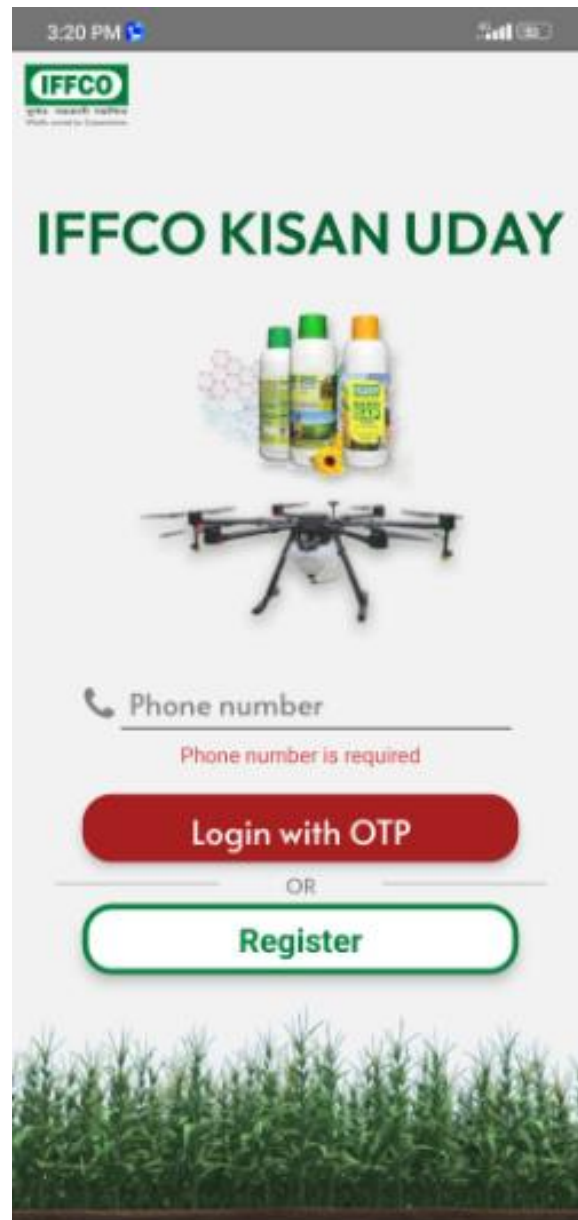 3:20 PM
IFFCO
IFFCO KISAN UDAY
Phone number
Phone number is required
Login with OTP
OR
Register